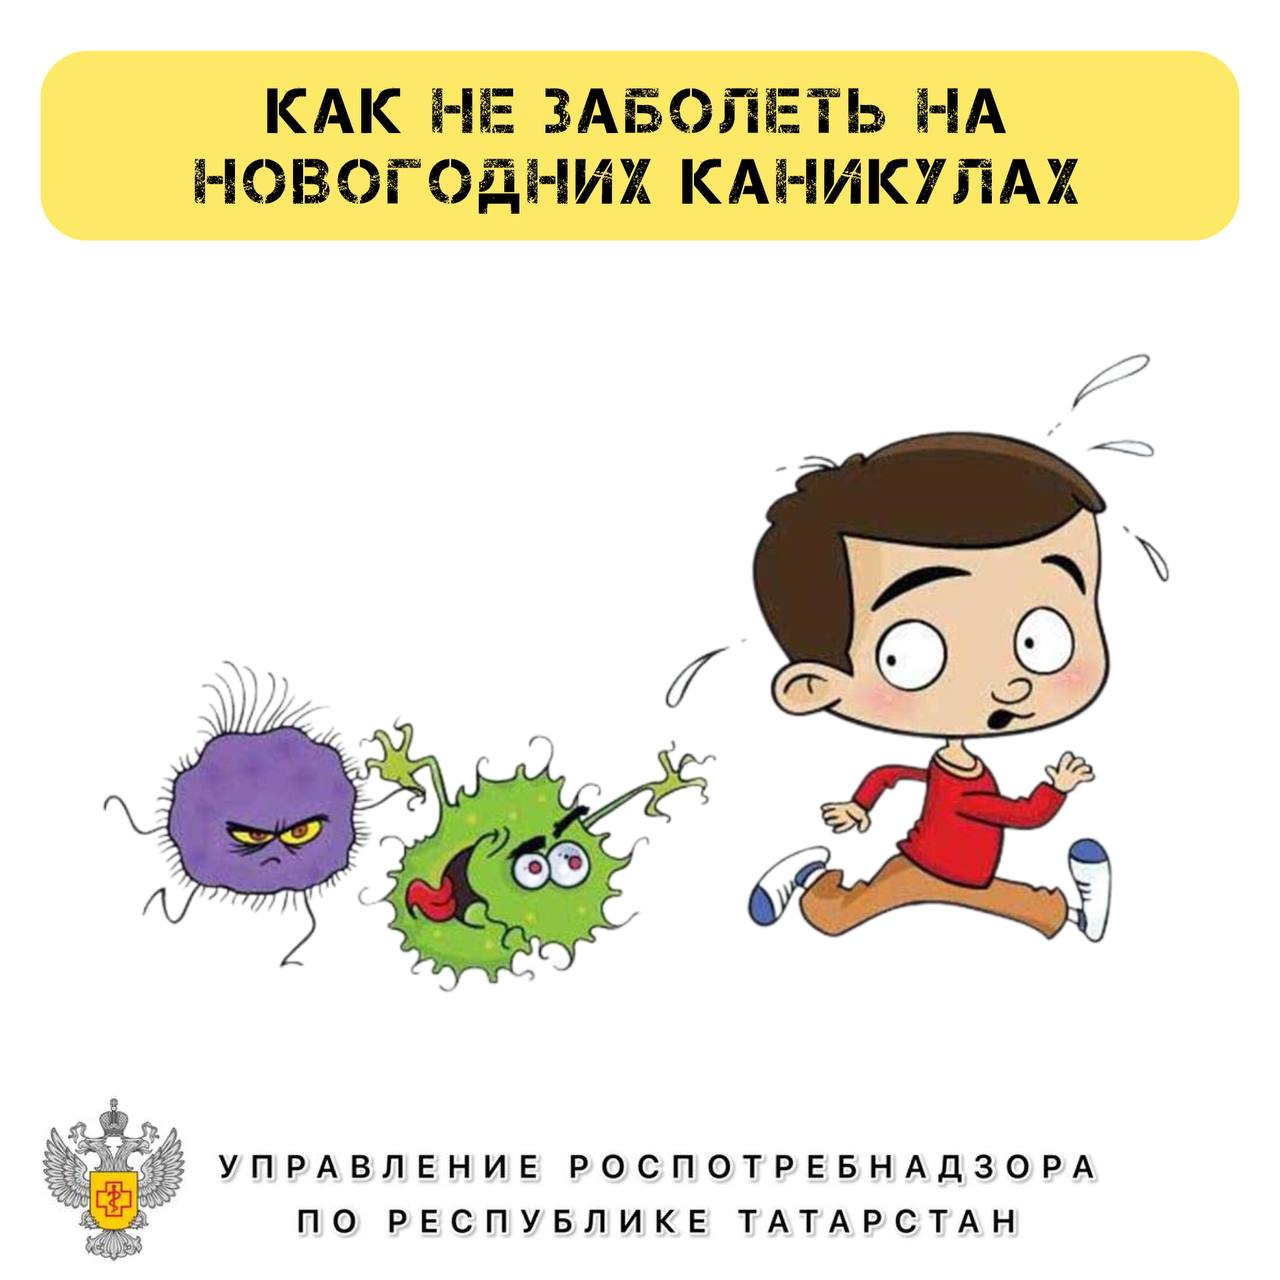 КАК НЕ ЗАБОЛЕТЬ НА
НОВОГОДНИХ КАНИКУЛАХ
УПРАВЛЕНИЕ РОСПОТРЕБНАДЗОРА
ПО РЕСПУБЛИКЕ ТАТАРСТАН